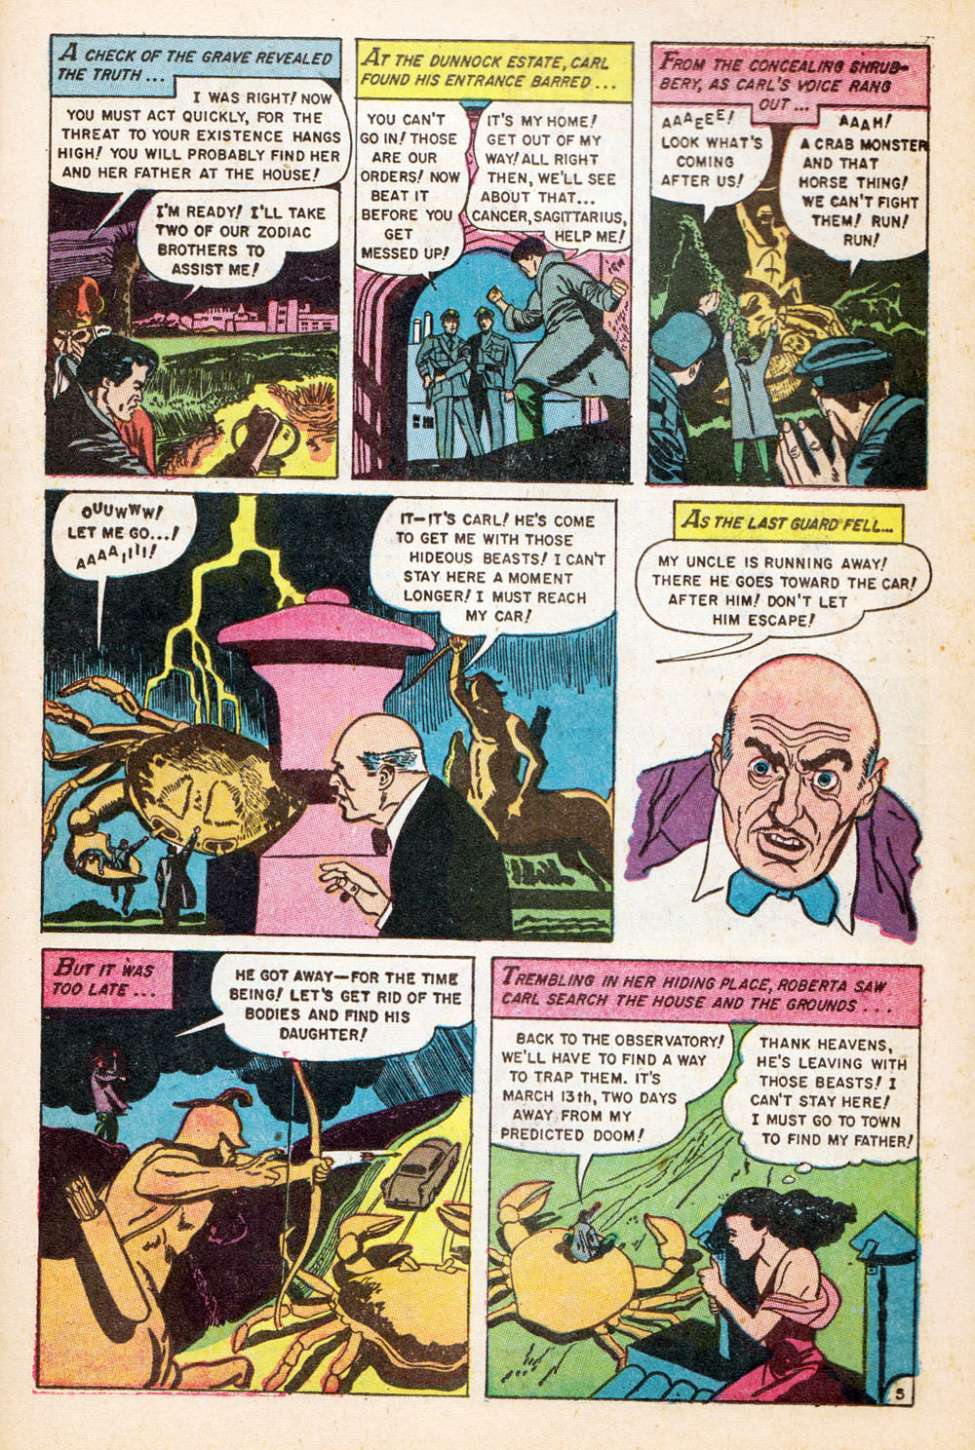 A CHECK OF THE GRAVE REVEALED
THE TRUTH...
I WAS RIGHT! NOW
YOU MUST ACT QUICKLY, FOR THE
THREAT TO YOUR EXISTENCE HANGS
HIGH! YOU WILL PROBABLY FIND HER
AND HER FATHER AT THE HOUSE!
I'M READY! I'LL TAKE
TWO OF OUR ZODIAC
BROTHERS TO
ASSIST ME!
AT THE DUNNOCK ESTATE, CARL
FOUND HIS ENTRANCE BARRED...
YOU CAN'T
GO IN! THOSE
ARE OUR
ORDERS! NOW
BEAT IT
BEFORE YOU
GET
MESSED UP!
IT'S MY HOME!
GET OUT OF MY
WAY! ALL RIGHT
THEN, WE'LL SEE
ABOUT THAT...
CANCER, SAGITTARIUS,
HELP ME!
FROM THE CONCEALING SHRUB-
BERY, AS CARL'S VOICE RANG
OUT...
AAAEEE!
LOOK WHAT'S
COMING
AFTER US!
AAAH!
A CRAB MONSTER
AND THAT
HORSE THING!
WE CAN'T FIGHT
THEM! RUN!
RUN!
OUUWWW!
LET ME GO...!
AAAAIIII!
IT-IT'S CARL! HE'S COME
TO GET ME WITH THOSE
HIDEOUS BEASTS! I CAN'T
STAY HERE A MOMENT
LONGER! I MUST REACH
MY CAR!
AS THE LAST GUARD FELL...
MY UNCLE IS RUNNING AWAY!
THERE HE GOES TOWARD THE CAR!
AFTER HIM! DON'T LET
HIM ESCAPE!
BUT IT WAS
TOO LATE...
HE GOT AWAY—FOR THE TIME
BEING! LET'S GET RID OF THE
BODIES AND FIND HIS
DAUGHTER!
TREMBLING IN HER HIDING PLACE, ROBERTA SAW
CARL SEARCH THE HOUSE AND THE GROUNDS...
BACK TO THE OBSERVATORY!
WE'LL HAVE TO FIND A WAY
TO TRAP THEM. IT'S
MARCH 13th, TWO DAYS
AWAY FROM MY
PREDICTED DOOM!
THANK HEAVENS,
HE'S LEAVING WITH
THOSE BEASTS! I
CAN'T STAY HERE!
I MUST GO TO TOWN
TO FIND MY FATHER!
5